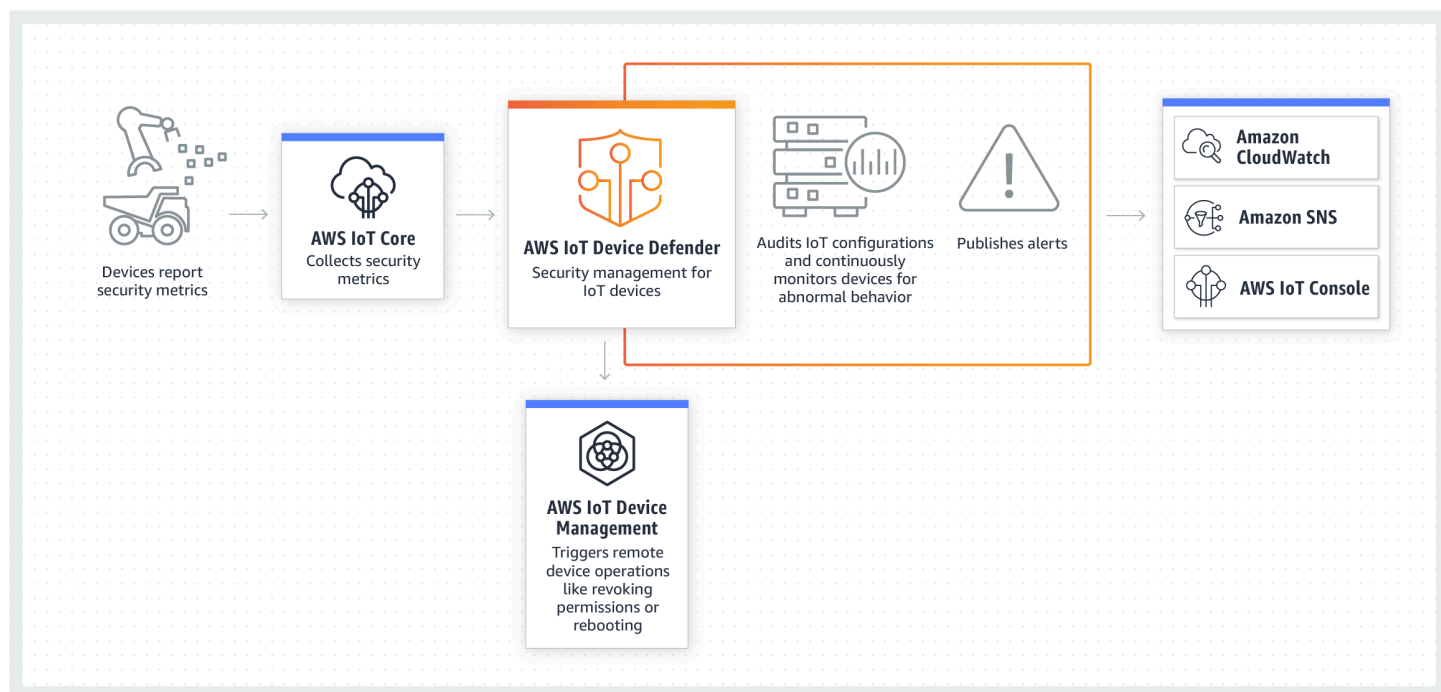 Devices report
security metrics
AWS IoT Core
Collects security
metrics
AWS IoT Device Defender
Security management for
IoT devices
Audits IoT configurations
and continuously
monitors devices for
abnormal behavior
Publishes alerts
Amazon
CloudWatch
Amazon SNS
AWS IoT Console
AWS IoT Device
Management
Triggers remote
device operations
like revoking
permissions or
rebooting